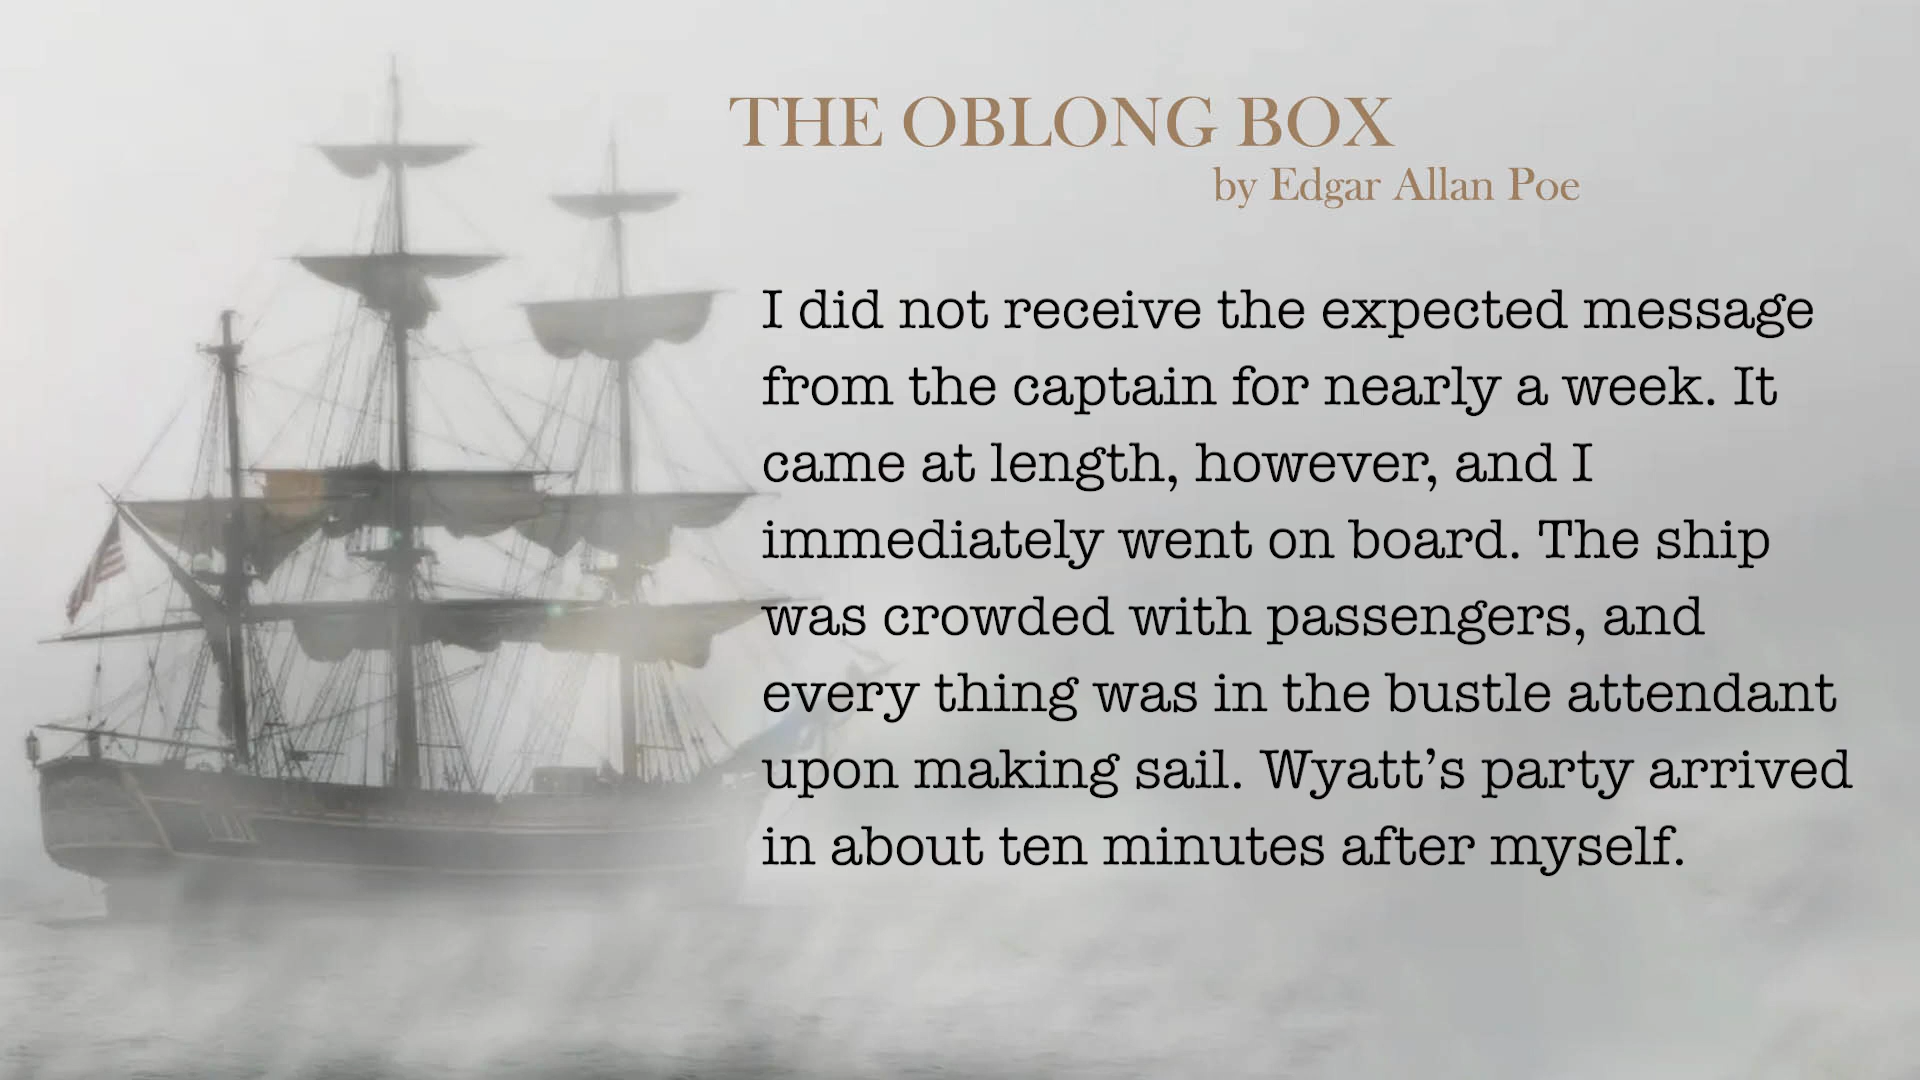 THE OBLONG BOX
by Edgar Allan Poe
I did not receive the expected message
from the captain for nearly a week. It
came at length, however, and I
immediately went on board. The ship
was crowded with passengers, and
every thing was in the bustle attendant
upon making sail. Wyatt’s party arrived
in about ten minutes after myself.